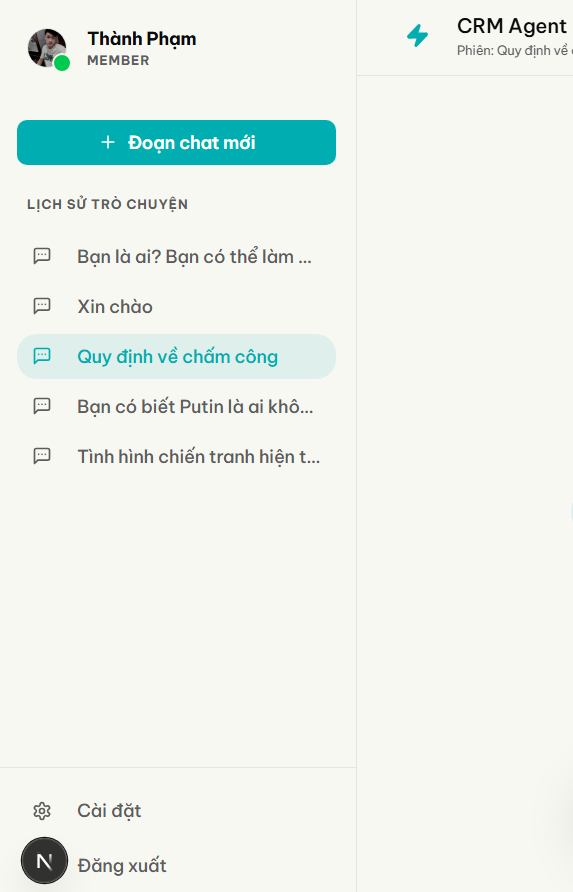 Thành Phạm
MEMBER
CRM Agent
Phiên: Quy định về
+ Đoạn chat mới
LỊCH SỬ TRÒ CHUYỆN
Bạn là ai? Bạn có thể làm ...
Xin chào
Quy định về chấm công
Bạn có biết Putin là ai khô...
Tình hình chiến tranh hiện t...
Cài đặt
N
Đăng xuất